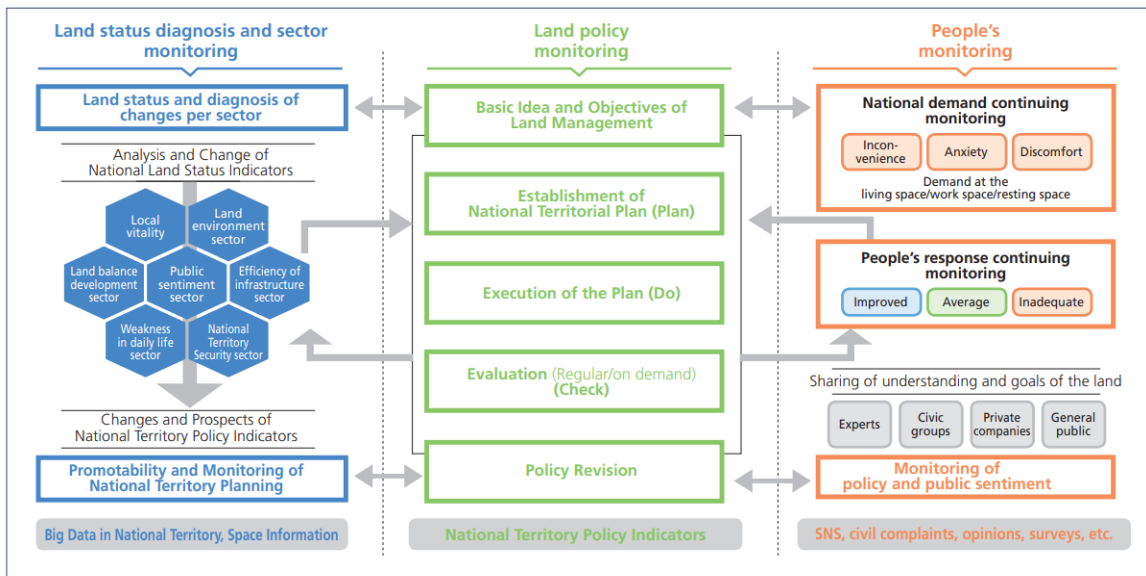 Land status diagnosis and sector
monitoring
Land status and diagnosis of
changes per sector
Analysis and Change of
National Land Status Indicators
Local
vitality
Land
environment
sector
Land balance
development
sector
Public
sentiment
sector
Efficiency of
infrastructure
sector
Weakness
in daily life
sector
National
Territory
Security sector
Changes and Prospects of
National Territory Policy Indicators
Promotability and Monitoring of
National Territory Planning
Big Data in National Territory, Space Information
Land policy
monitoring
Basic Idea and Objectives of
Land Management
Establishment of
National Territorial Plan (Plan)
Execution of the Plan (Do)
Evaluation (Regular/on demand)
(Check)
Policy Revision
National Territory Policy Indicators
People's
monitoring
National demand continuing
monitoring
Incon-
venience
Anxiety
Discomfort
Demand at the
living space/work space/resting space
People's response continuing
monitoring
Improved
Average
Inadequate
Sharing of understanding and goals of the land
Experts
Civic
groups
Private
companies
General
public
Monitoring of
policy and public sentiment
SNS, civil complaints, opinions, surveys, etc.